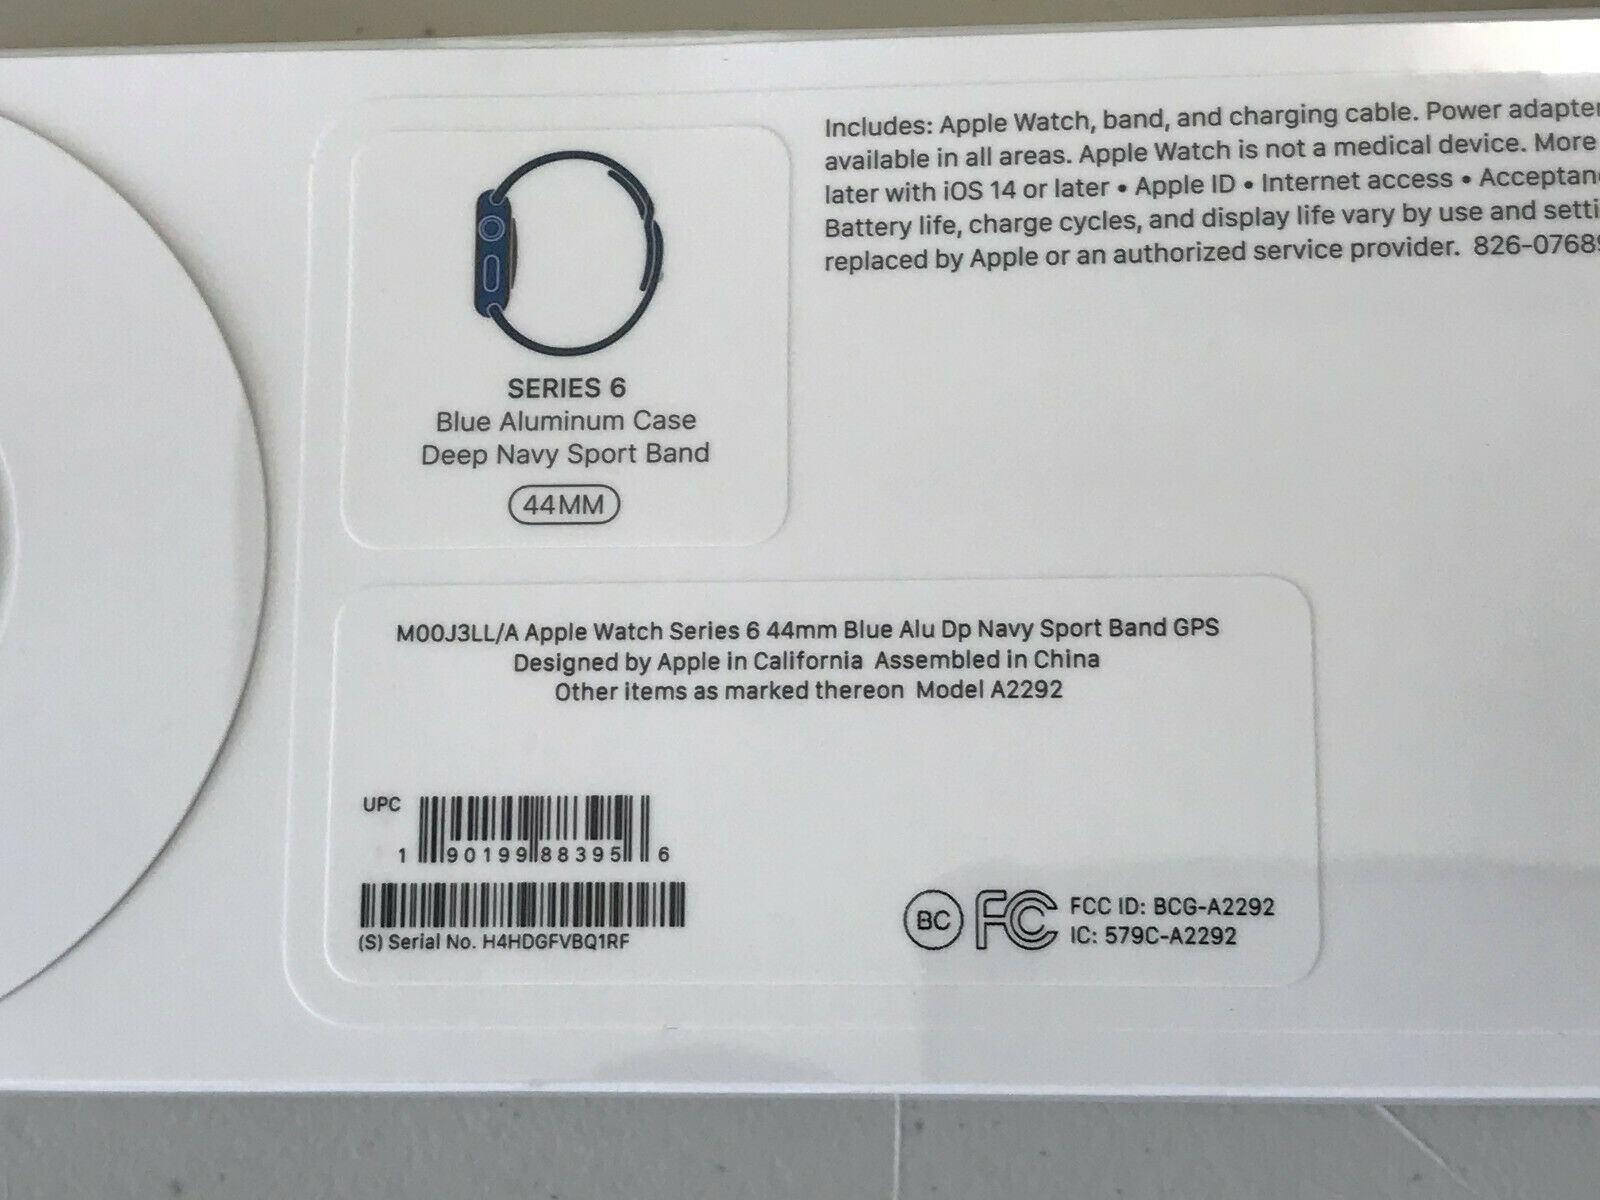 Includes: Apple Watch, band, and charging cable. Power adapter
available in all areas. Apple Watch is not a medical device. More
later with iOS 14 or later • Apple ID • Internet access •
Battery life, charge cycles, and display life vary by use and
replaced by Apple or an authorized service provider. 826-0768
SERIES 6
Blue Aluminum Case
Deep Navy Sport Band
44MM
M00J3LL/A Apple Watch Series 6 44mm Blue Alu Dp Navy Sport Band GPS
Designed by Apple in California Assembled in China
Other items as marked thereon Model A2292
UPC
1 90199 88395 6
(S) Serial No. H4HDGFVBQ1RF
BC FC FCC ID: BCG-A2292
IC: 579C-A2292